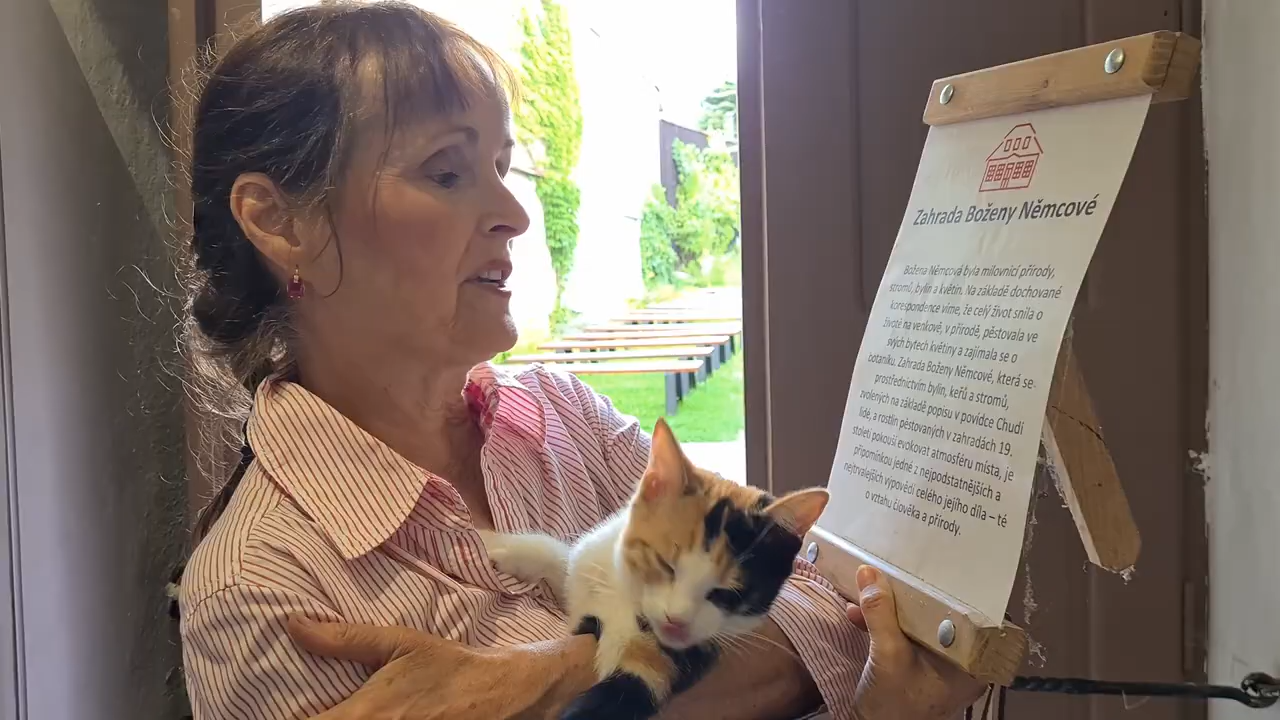 Zahrada Boženy Němcové
Božena Němcová byla milovnicí přírody,
stromů, bylin a květin. Na základě dochované
korespondence víme, že celý život snila o
životě na venkově, v přírodě, pěstovala ve
svých bytech květiny a zajímala se o
botaniku. Zahrada Boženy Němcové, která se
prostřednictvím bylin, keřů a stromů,
zvolených na základě popisu v povídce Chudí
lidé, a rostlin pěstovaných v zahradách 19.
století pokouší evokovat atmosféru místa, je
připomínkou jedné z nejpodstatnějších a
nejtrvalejších výpovědí celého jejího díla – té
o vztahu člověka a přírody.